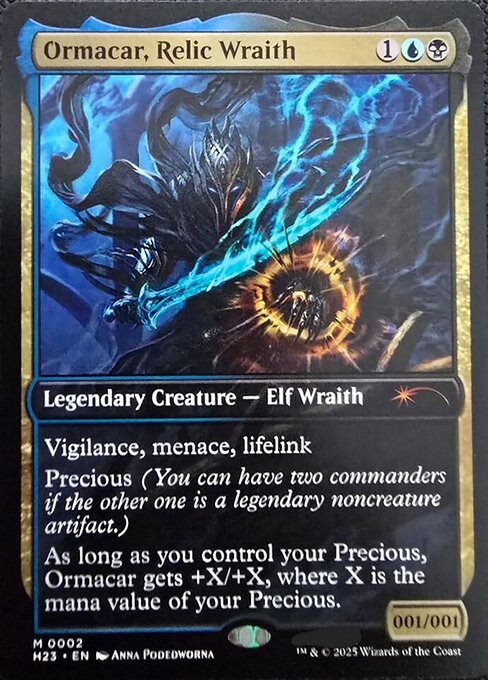 Ormacar, Relic Wraith 1
Legendary Creature — Elf Wraith
Vigilance, menace, lifelink
Precious (You can have two commanders
if the other one is a legendary noncreature
artifact.)
As long as you control your Precious,
Ormacar gets +X/+X, where X is the
mana value of your Precious.
001/001
M 0002
H23 • EN ANNA PODEDWORNA
™ & © 2025 Wizards of the Coast